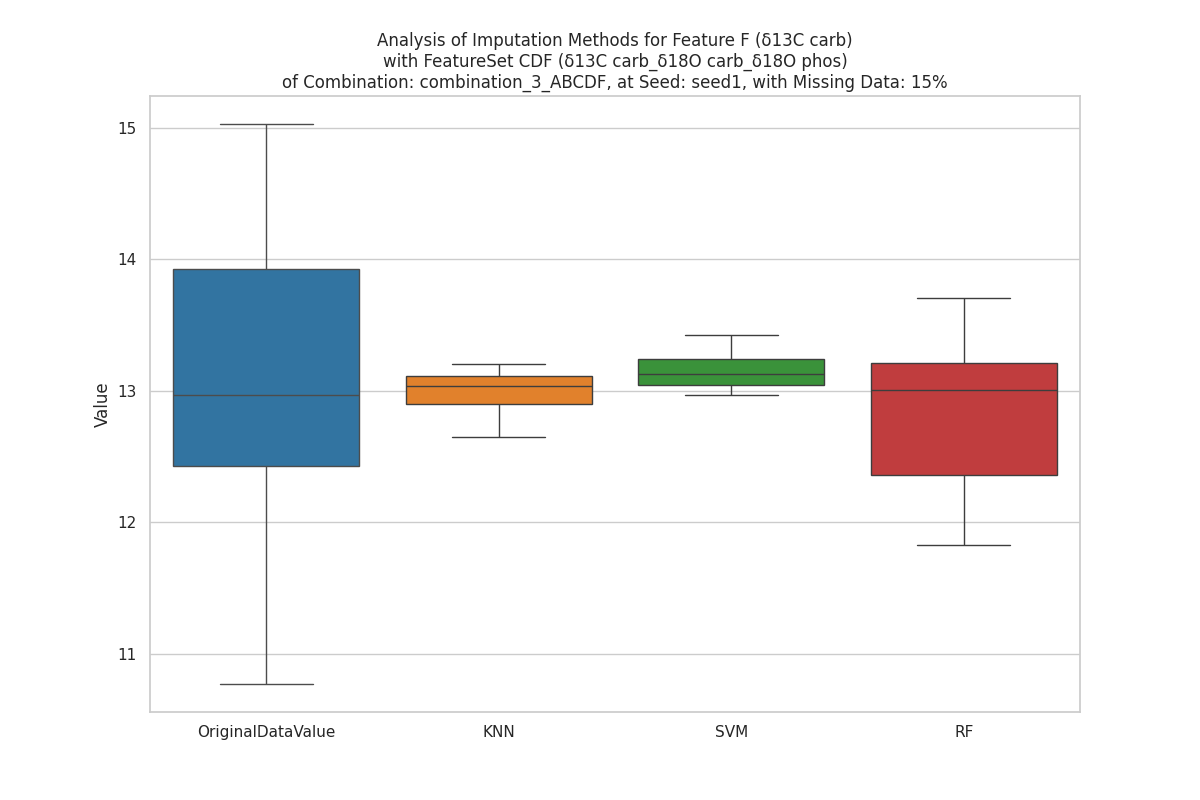 Analysis of Imputation Methods for Feature F (δ13C carb)
with FeatureSet CDF (δ13C carb_δ18O carb_δ18O phos)
of Combination: combination_3_ABCDF, at Seed: seed1, with Missing Data: 15%
15
14
13
12
11
Value
OriginalDataValue
KNN
SVM
RF